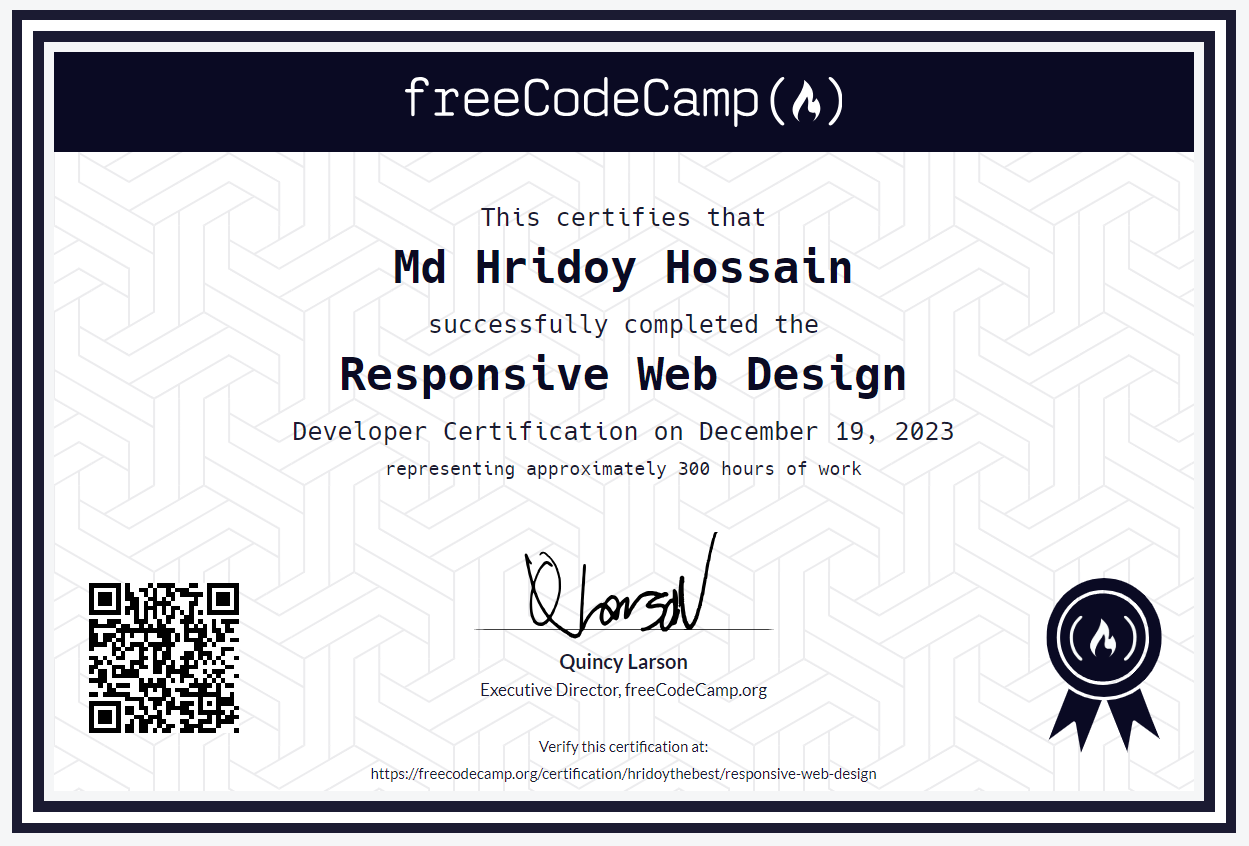 freeCodeCamp
This certifies that
Md Hridoy Hossain
successfully completed the
Responsive Web Design
Developer Certification on December 19, 2023
representing approximately 300 hours of work
Q Larson
Quincy Larson
Executive Director, freeCodeCamp.org
Verify this certification at:
https://freecodecamp.org/certification/hridoythebest/responsive-web-design